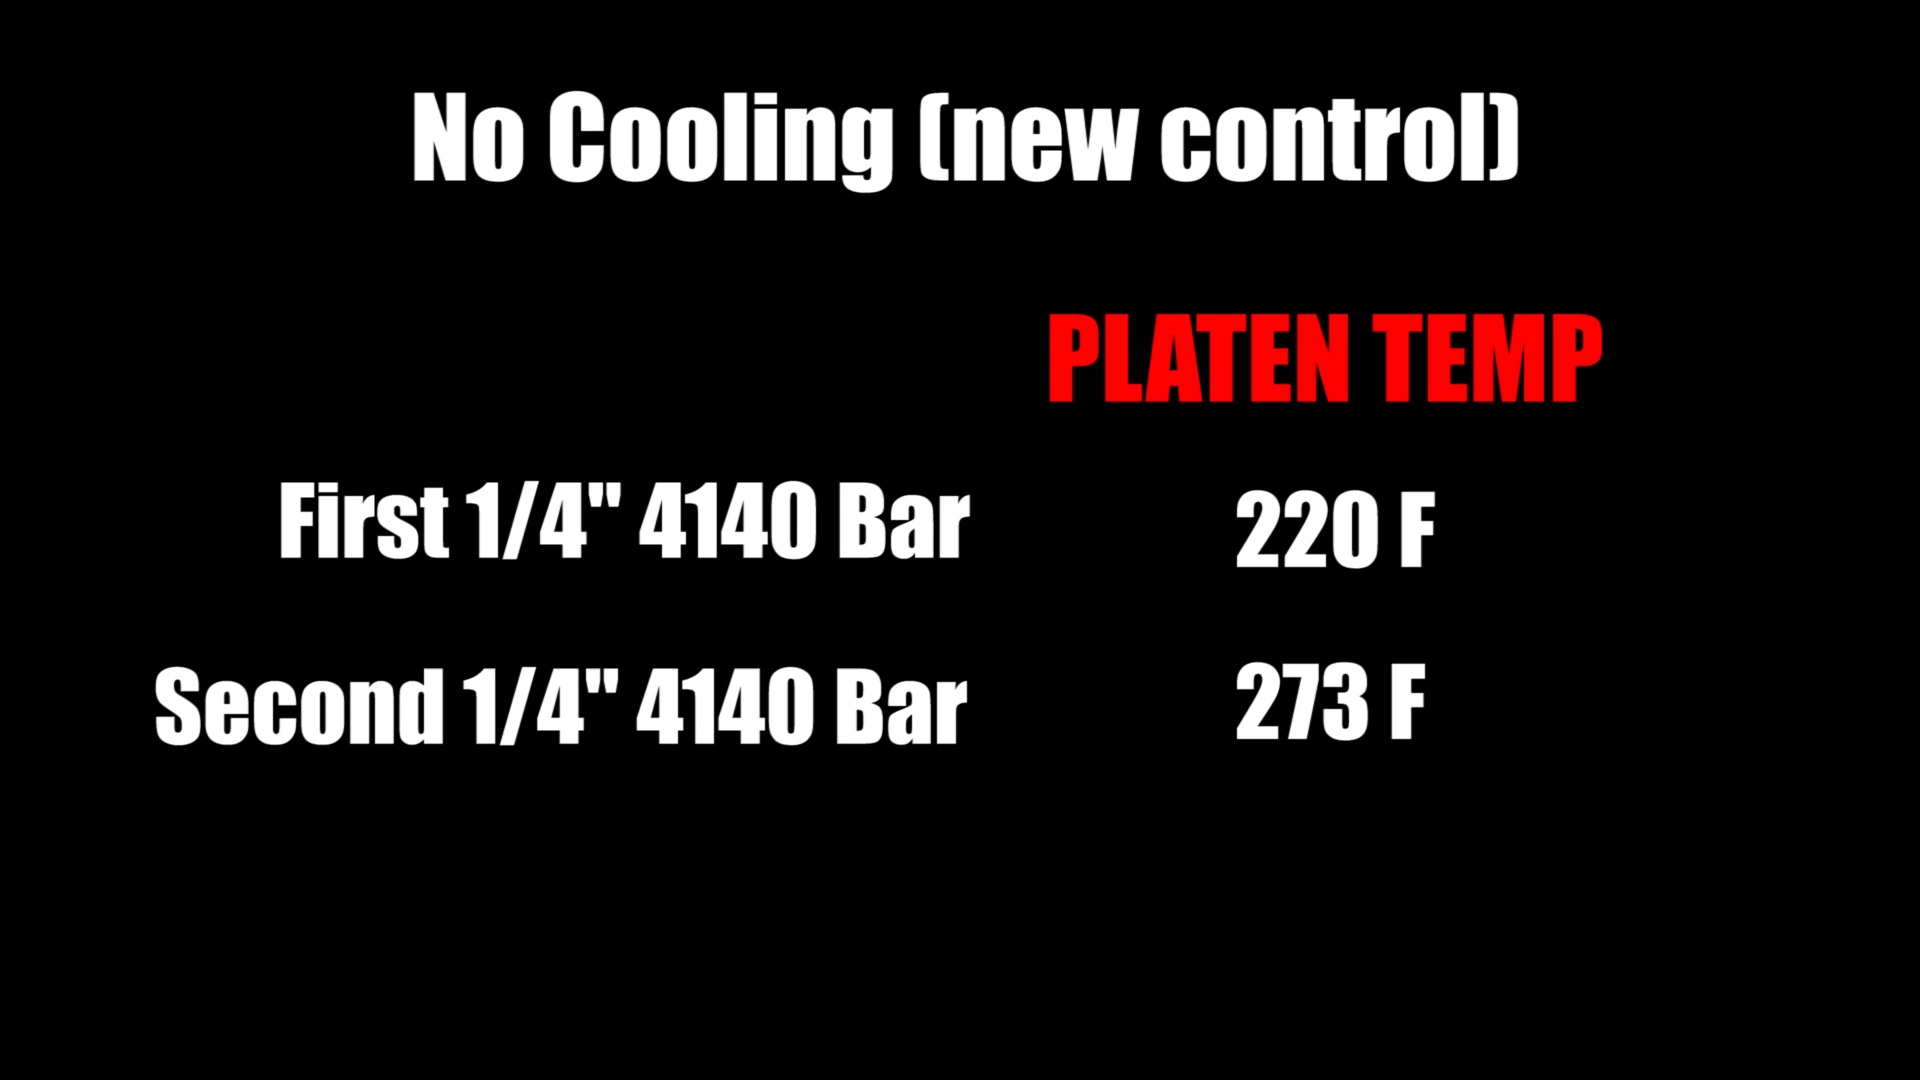 No Cooling (new control)
PLATEN TEMP
First 1/4" 4140 Bar 220 F
Second 1/4" 4140 Bar 273 F